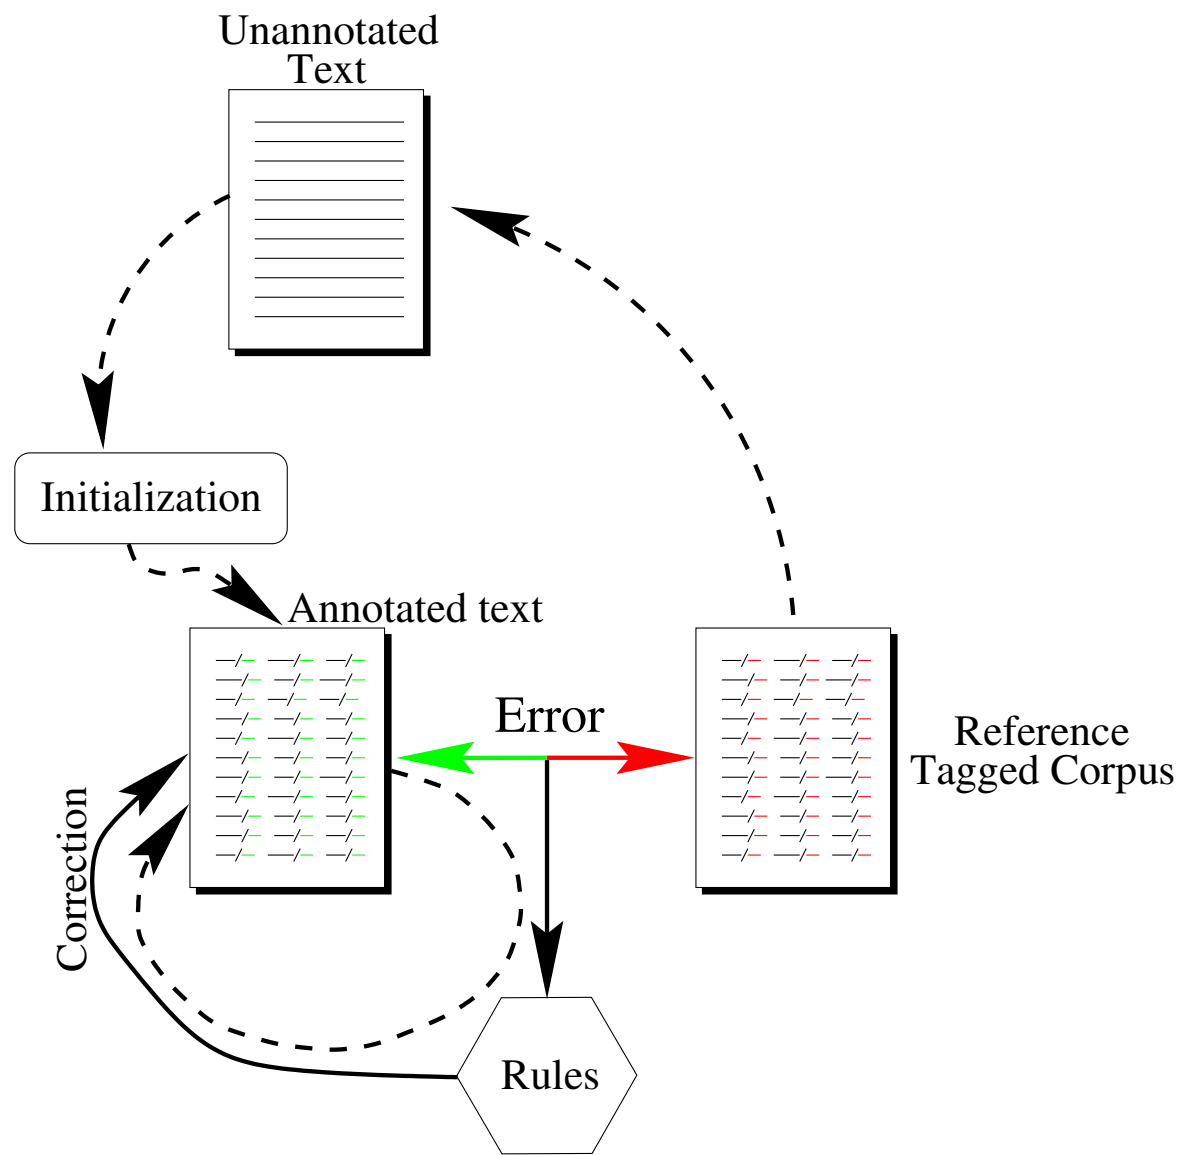 Unannotated
Text
Initialization
Annotated text
Error
Reference
Tagged Corpus
Correction
Rules